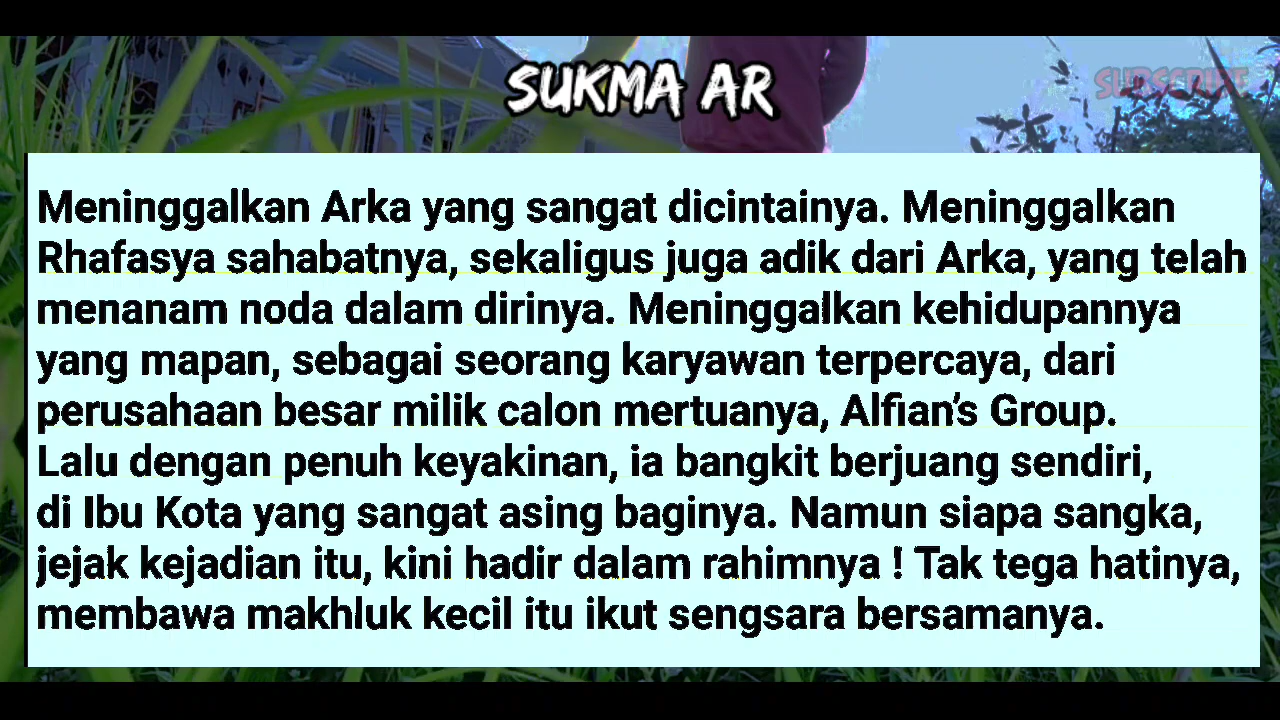 SUKMA AR
SUBSCRIPT
Meninggalkan Arka yang sangat dicintainya. Meninggalkan
Rhafasya sahabatnya, sekaligus juga adik dari Arka, yang telah
menanam noda dalam dirinya. Meninggalkan kehidupannya
yang mapan, sebagai seorang karyawan terpercaya, dari
perusahaan besar milik calon mertuanya, Alfian’s Group.
Lalu dengan penuh keyakinan, ia bangkit berjuang sendiri,
di Ibu Kota yang sangat asing baginya. Namun siapa sangka,
jejak kejadian itu, kini hadir dalam rahimnya ! Tak tega hatinya,
membawa makhluk kecil itu ikut sengsara bersamanya.